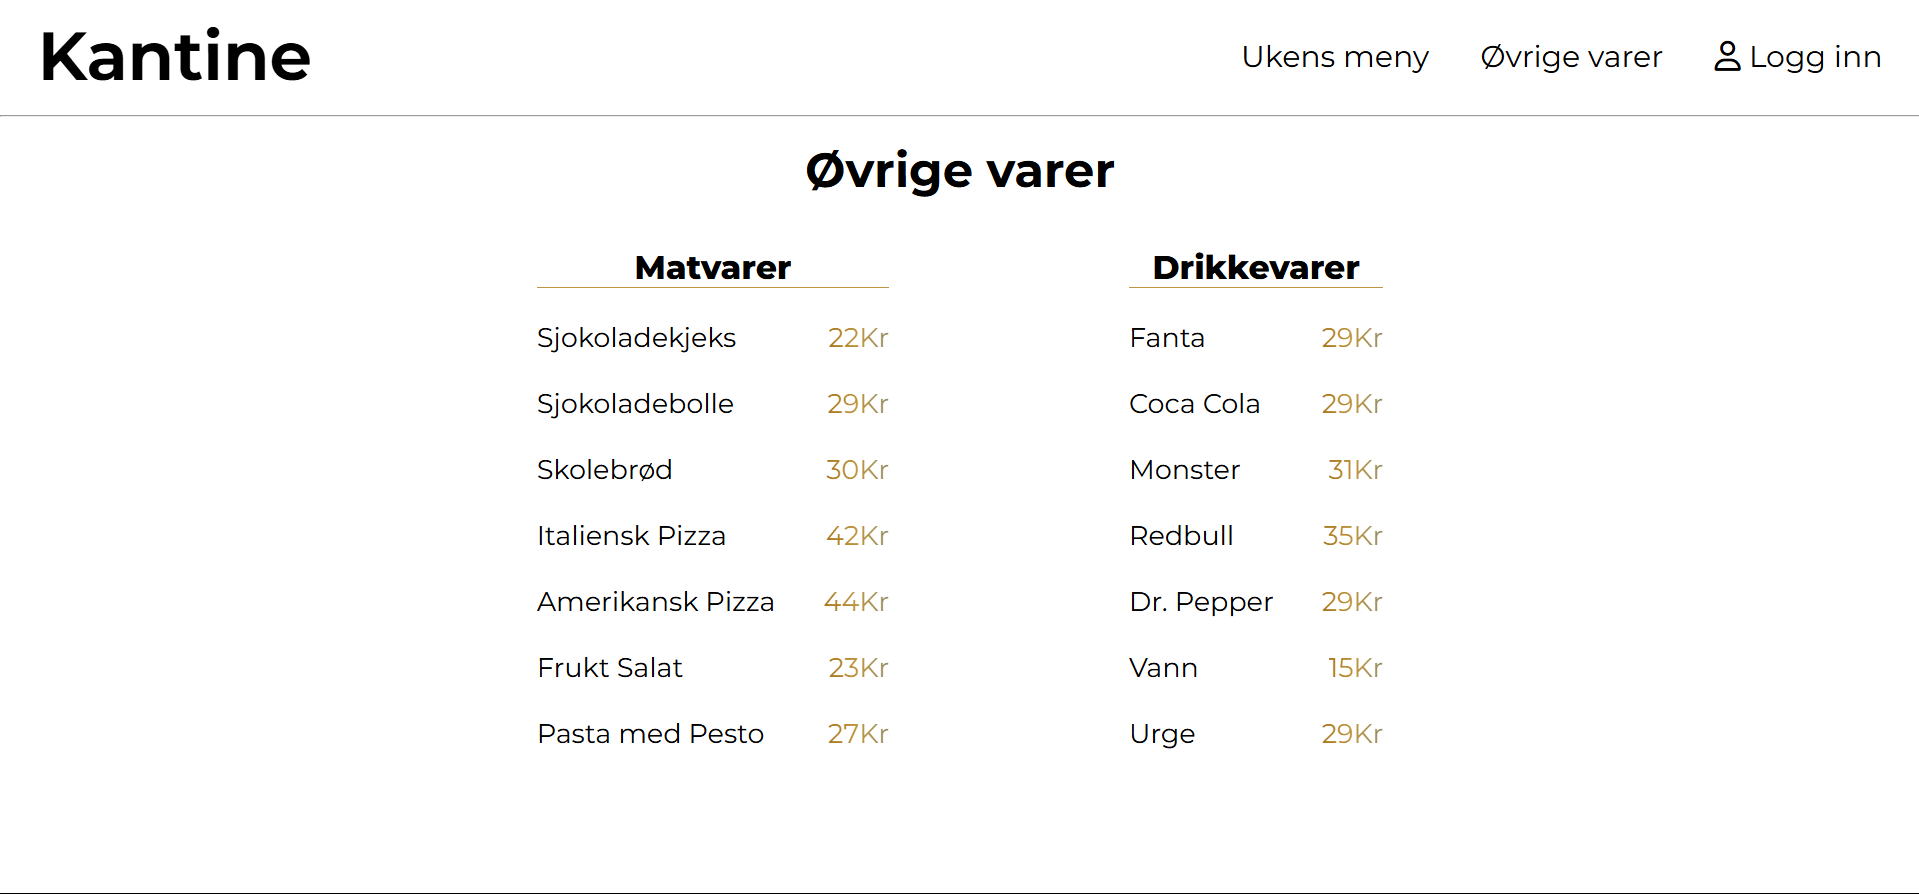 Kantine
Ukens meny
Øvrige varer
Logg inn
Øvrige varer
Matvarer
Sjokoladekjeks 22Kr
Sjokoladebolle 29Kr
Skolebrød 30Kr
Italiensk Pizza 42Kr
Amerikansk Pizza 44Kr
Frukt Salat 23Kr
Pasta med Pesto 27Kr
Drikkevarer
Fanta 29Kr
Coca Cola 29Kr
Monster 31Kr
Redbull 35Kr
Dr. Pepper 29Kr
Vann 15Kr
Urge 29Kr